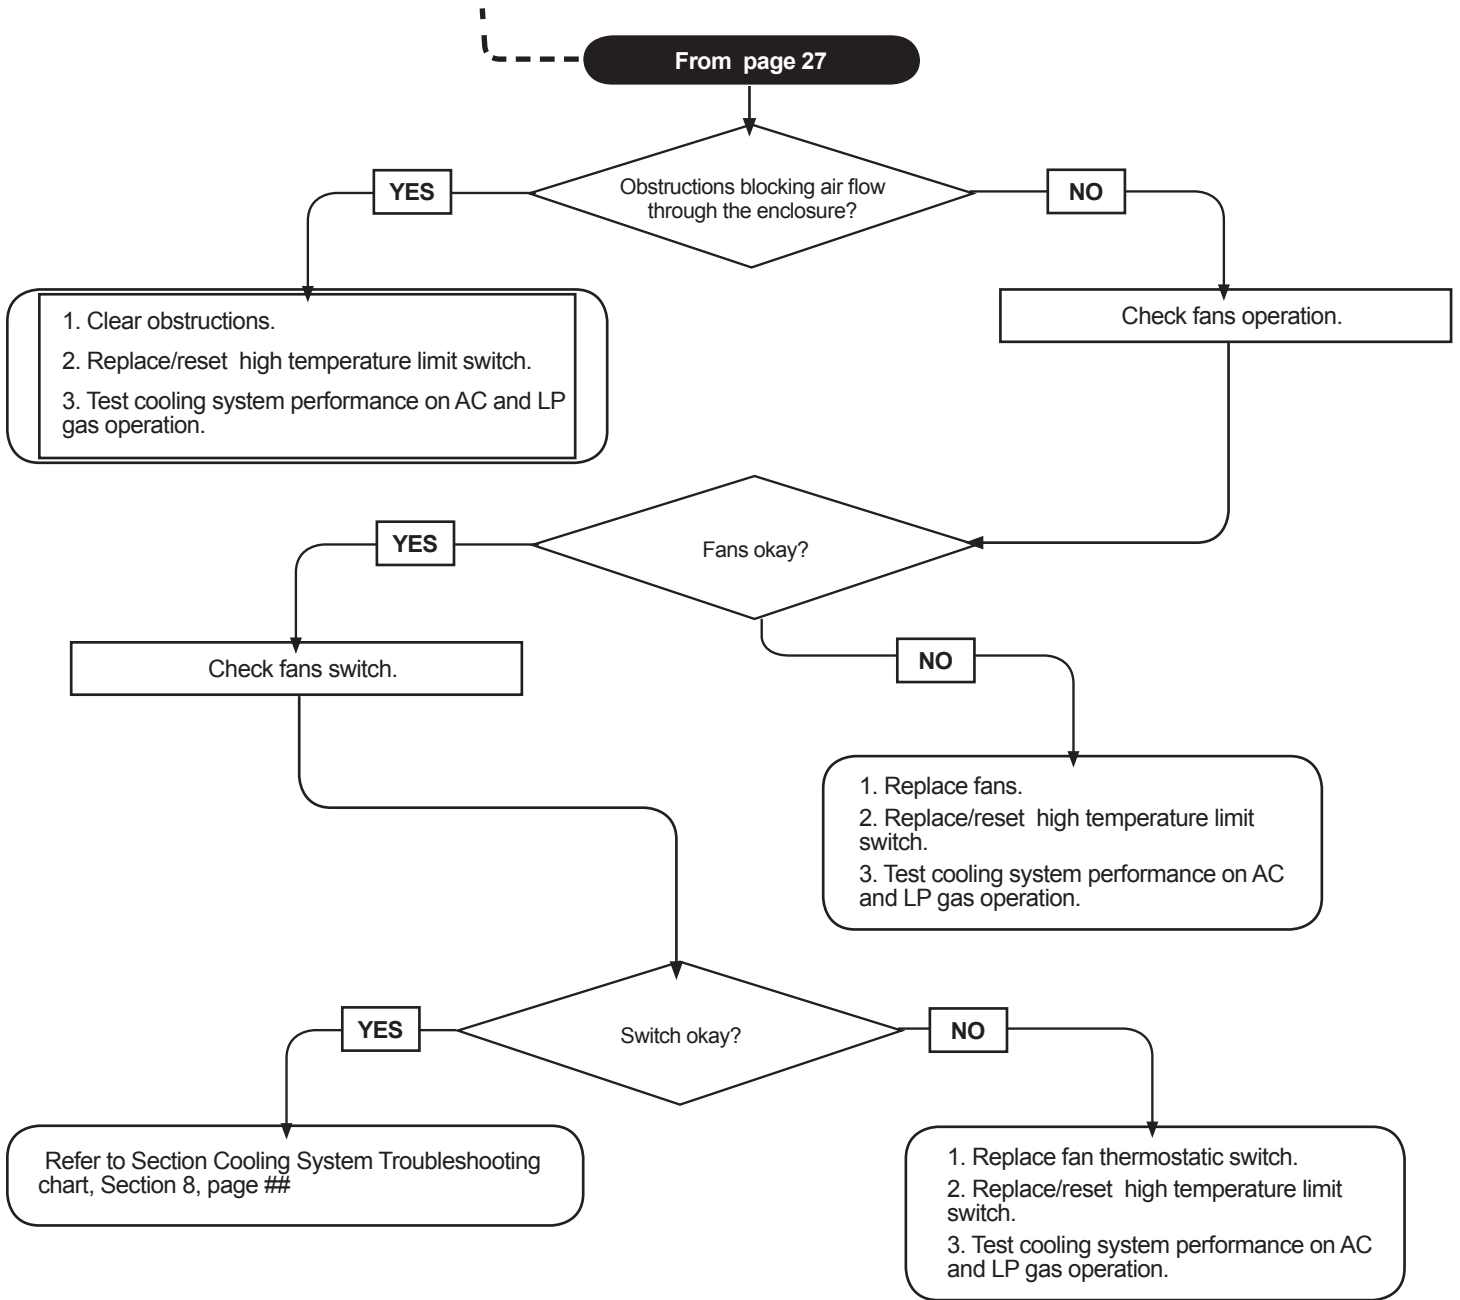 From page 27
Obstructions blocking air flow
through the enclosure?
YES
NO
1. Clear obstructions.
2. Replace/reset high temperature limit switch.
3. Test cooling system performance on AC and LP
gas operation.
Check fans operation.
Fans okay?
YES
NO
Check fans switch.
1. Replace fans.
2. Replace/reset high temperature limit
switch.
3. Test cooling system performance on AC
and LP gas operation.
Switch okay?
YES
NO
Refer to Section Cooling System Troubleshooting
chart, Section 8, page ##
1. Replace fan thermostatic switch.
2. Replace/reset high temperature limit
switch.
3. Test cooling system performance on AC
and LP gas operation.